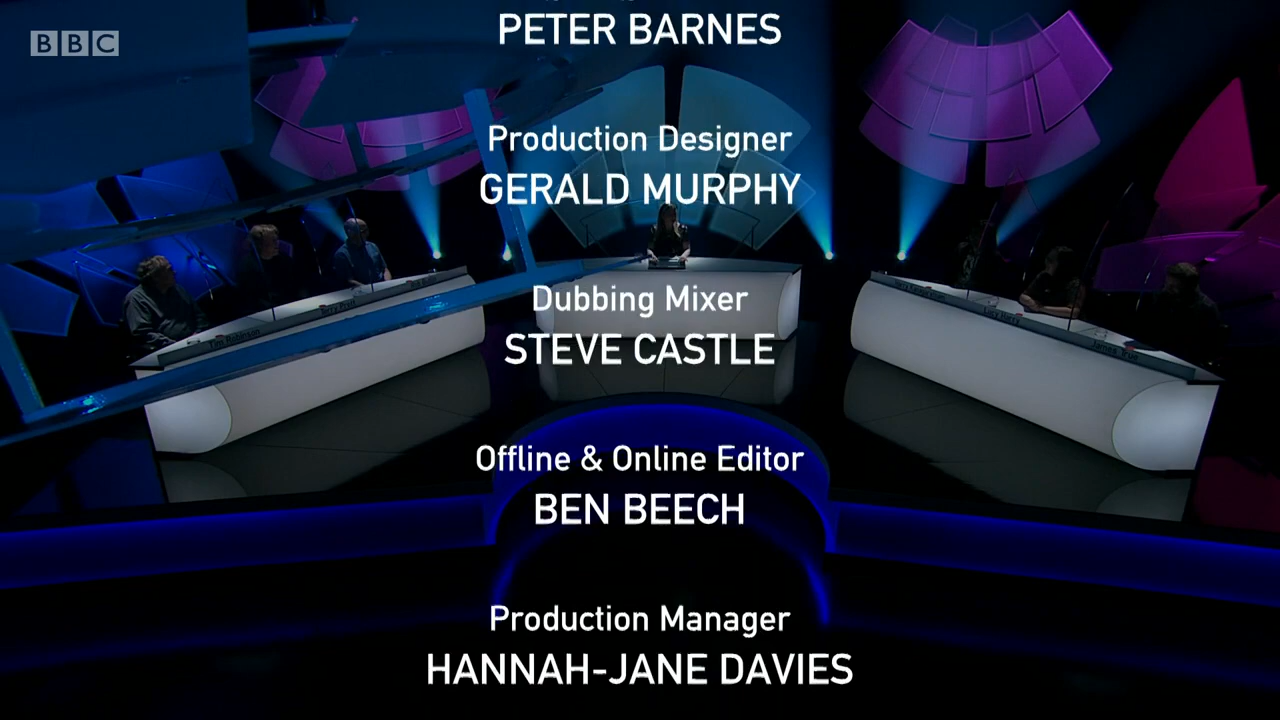 BBC
PETER BARNES
Production Designer
GERALD MURPHY
Dubbing Mixer
STEVE CASTLE
Offline & Online Editor
BEN BEECH
Production Manager
HANNAH-JANE DAVIES